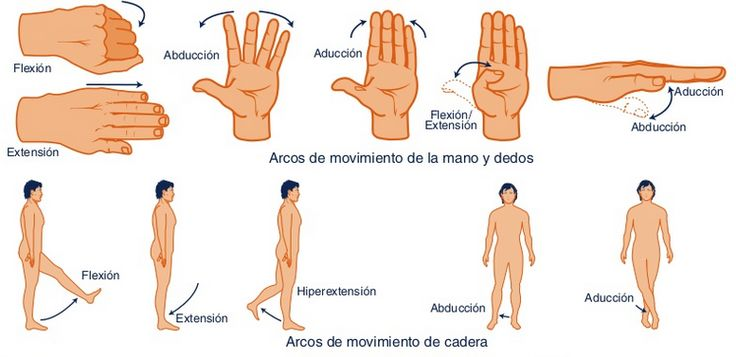 Flexión
Extensión
Abducción
Aducción
Flexión/
Extensión
Aducción
Abducción
Arcos de movimiento de la mano y dedos
Flexión
Extensión
Hiperextensión
Abducción
Aducción
Arcos de movimiento de cadera